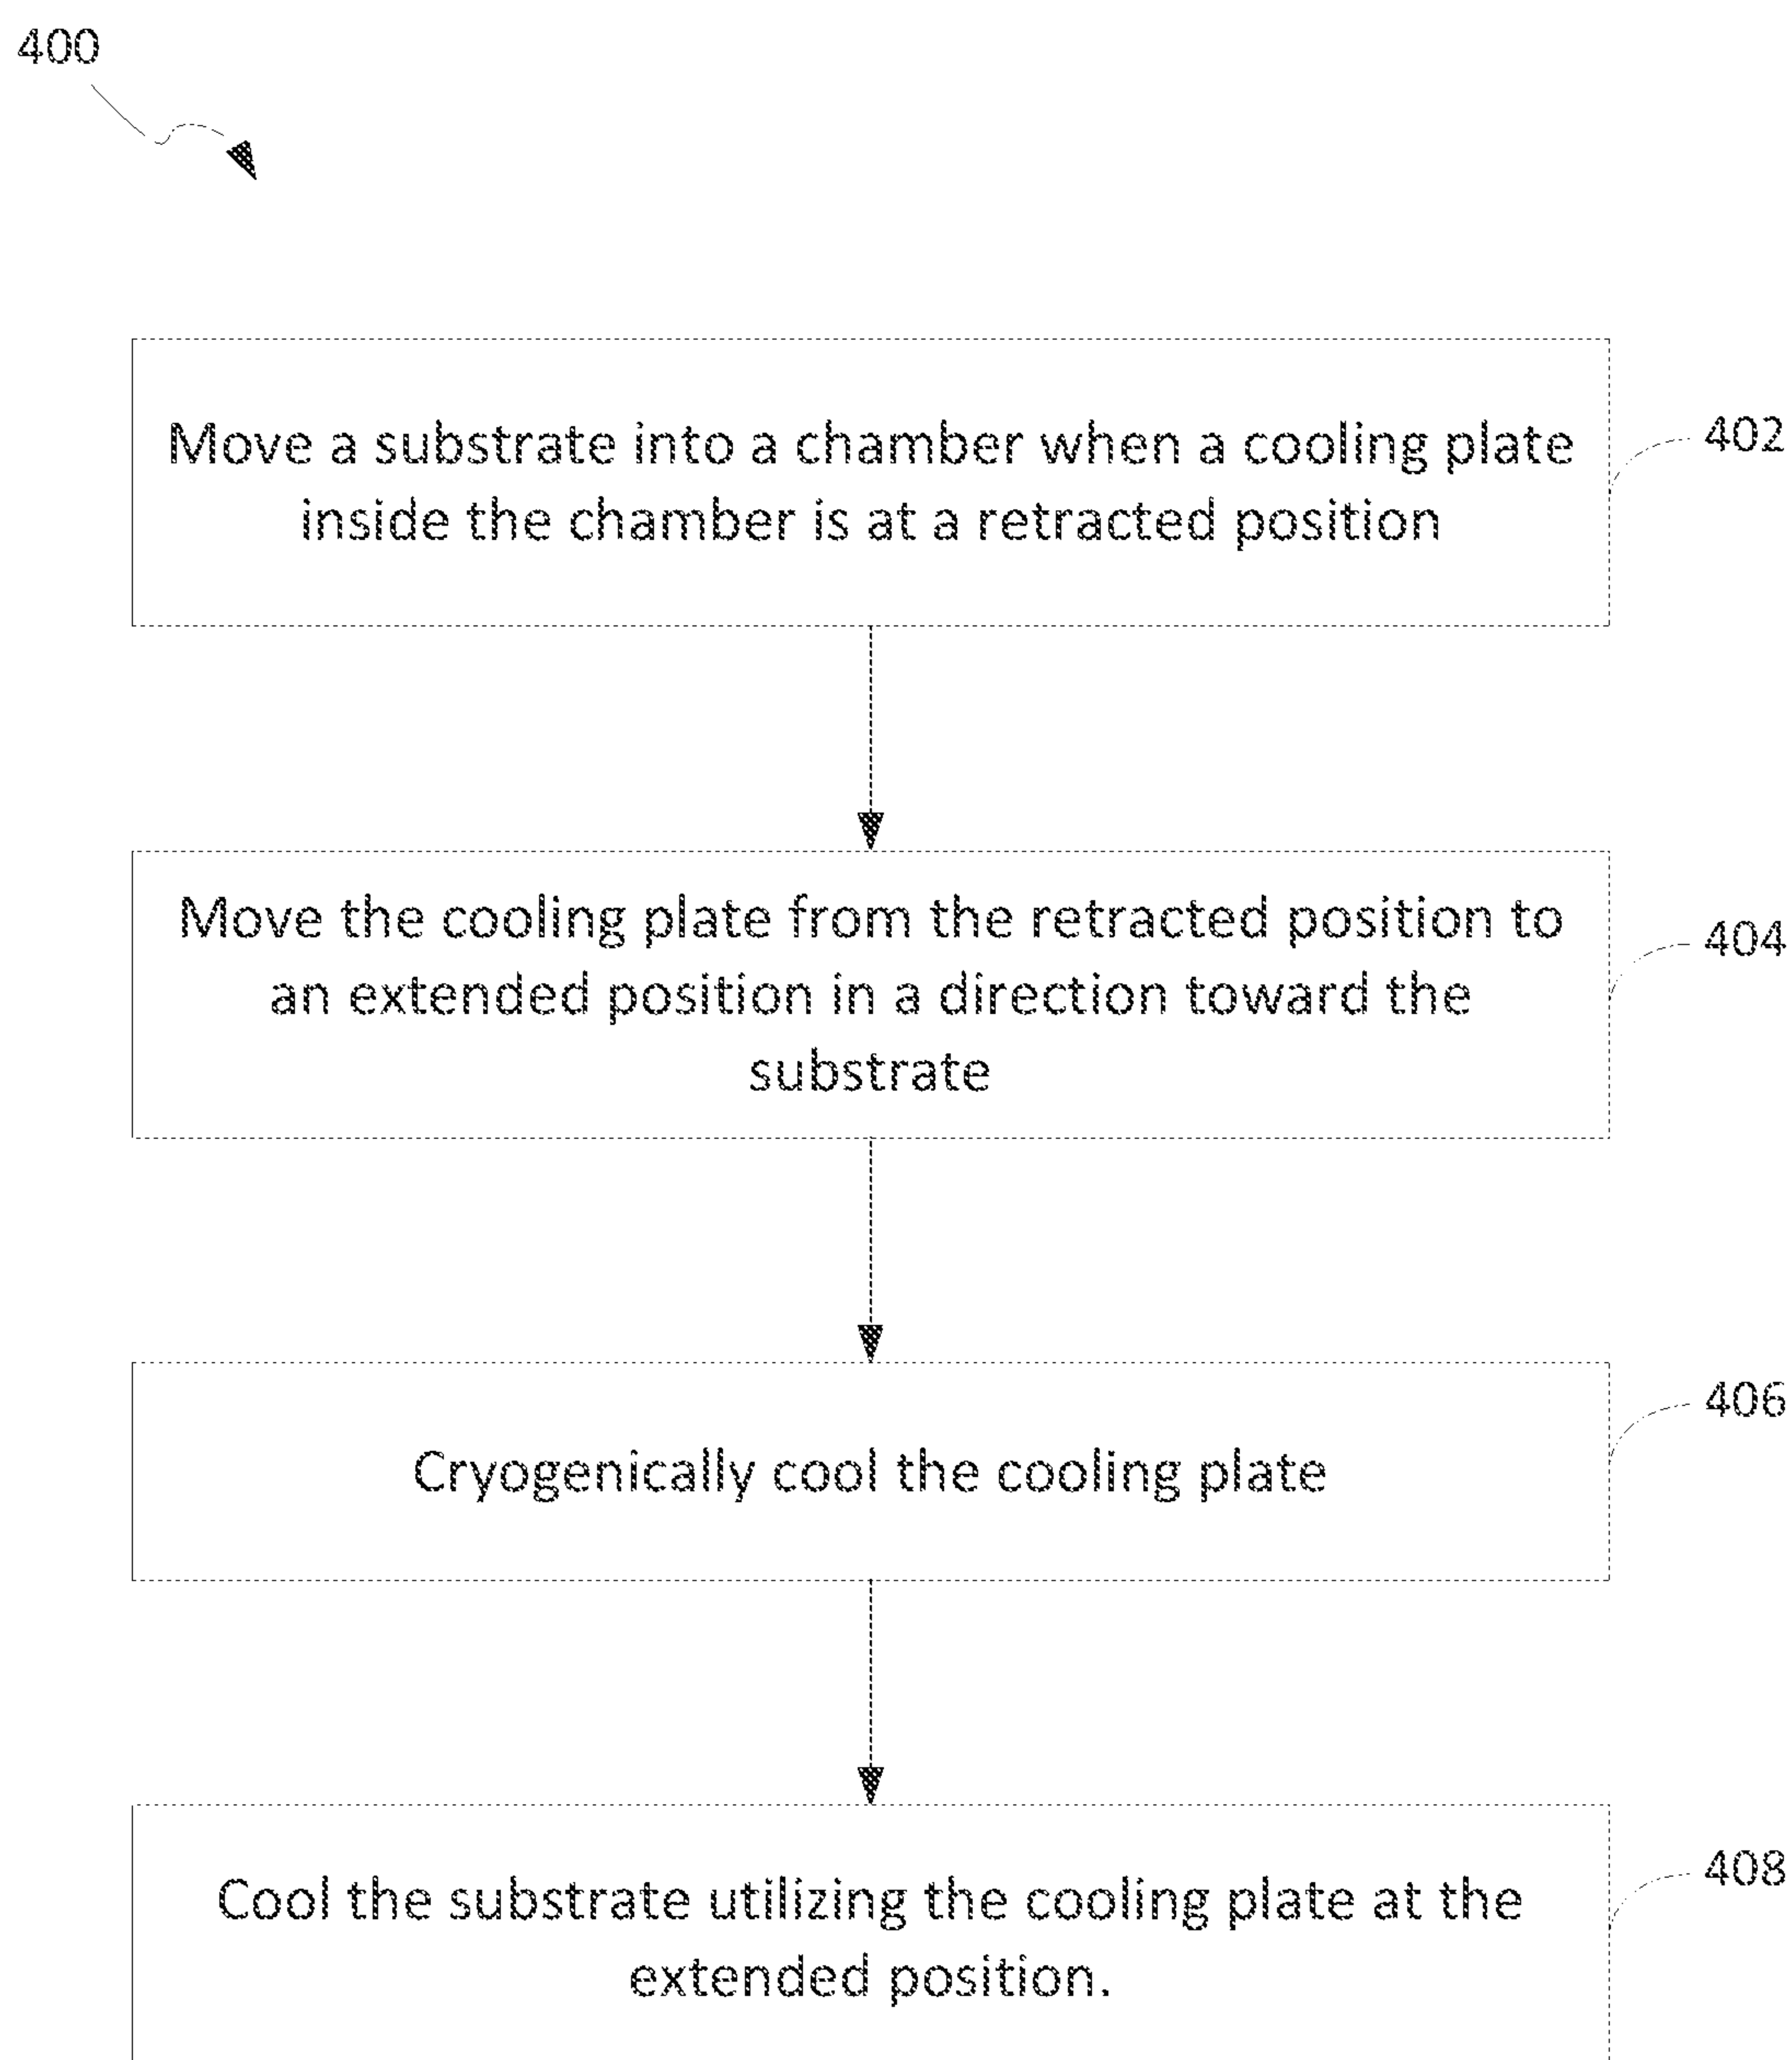 400
Move a substrate into a chamber when a cooling plate
inside the chamber is at a retracted position
402
Move the cooling plate from the retracted position to
an extended position in a direction toward the
substrate
404
Cryogenically cool the cooling plate
406
Cool the substrate utilizing the cooling plate at the
extended position.
408